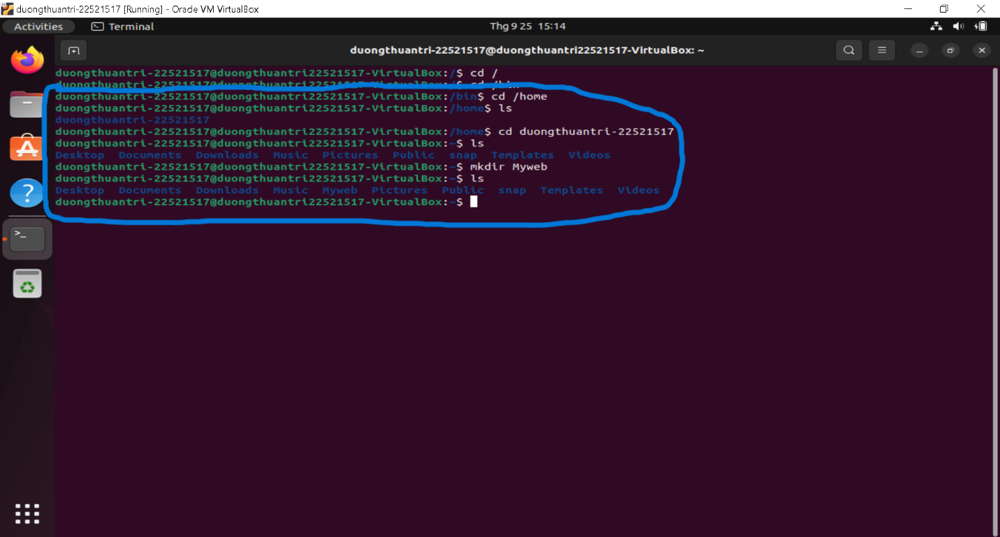 duongthuantri-22521517 [Running] - Oracle VM VirtualBox
Activities Terminal Thg 9 25 15:14
duongthuantri-22521517@duongthuantri22521517-VirtualBox: ~
duongthuantri-22521517@duongthuantri22521517-VirtualBox:/$ cd /
duongthuantri-22521517@duongthuantri22521517-VirtualBox:/$ cd /bin
duongthuantri-22521517@duongthuantri22521517-VirtualBox:/bin$ cd /home
duongthuantri-22521517@duongthuantri22521517-VirtualBox:/home$ ls
duongthuantri-22521517
duongthuantri-22521517@duongthuantri22521517-VirtualBox:/home$ cd duongthuantri-22521517
duongthuantri-22521517@duongthuantri22521517-VirtualBox:~$ ls
Desktop Documents Downloads Music Pictures Public snap Templates Videos
duongthuantri-22521517@duongthuantri22521517-VirtualBox:~$ mkdir Myweb
duongthuantri-22521517@duongthuantri22521517-VirtualBox:~$ ls
Desktop Documents Downloads Music Myweb Pictures Public snap Templates Videos
duongthuantri-22521517@duongthuantri22521517-VirtualBox:~$